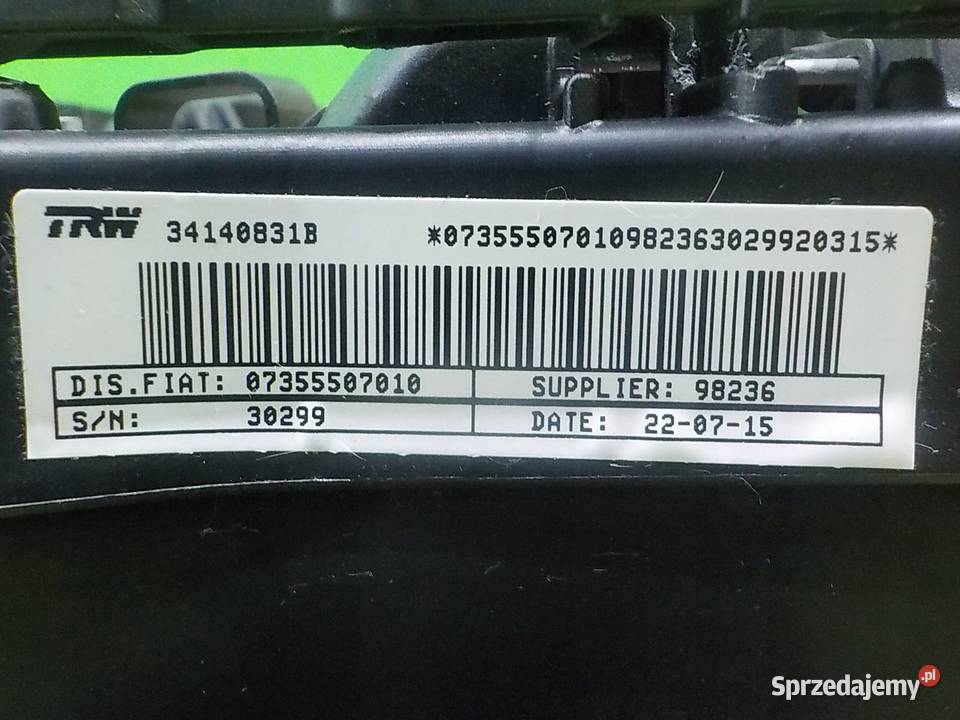 TRW 34140831B *07355507010982363029920315*
DIS.FIAT: 07355507010 SUPPLIER: 98236
S/N: 30299 DATE: 22-07-15
Sprzedajemy.pl